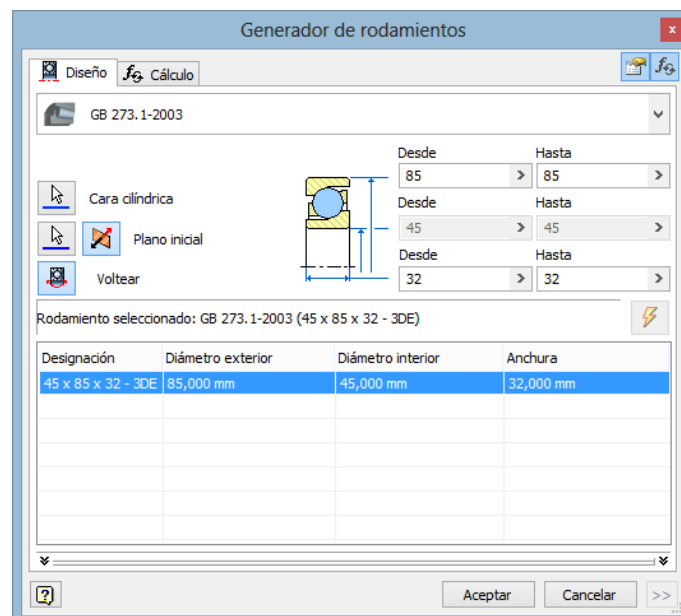 Generador de rodamientos
x
Diseño
fG Cálculo
GB 273.1-2003
Desde Hasta
85 > 85 >
Cara cilíndrica
Desde Hasta
45 > 45 >
Plano inicial
Desde Hasta
Voltear
32 > 32 >
Rodamiento seleccionado: GB 273.1-2003 (45 x 85 x 32 - 3DE)
Designación Diámetro exterior Diámetro interior Anchura
45 x 85 x 32 - 3DE 85,000 mm 45,000 mm 32,000 mm
? Aceptar Cancelar >>